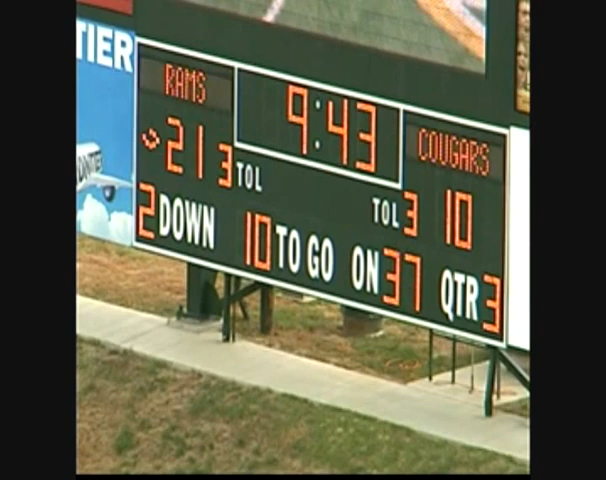 TIER
RAMS 9:43 COUGARS
21 3 TOL TOL 3 10
2 DOWN 10 TO GO ON 37 QTR 3